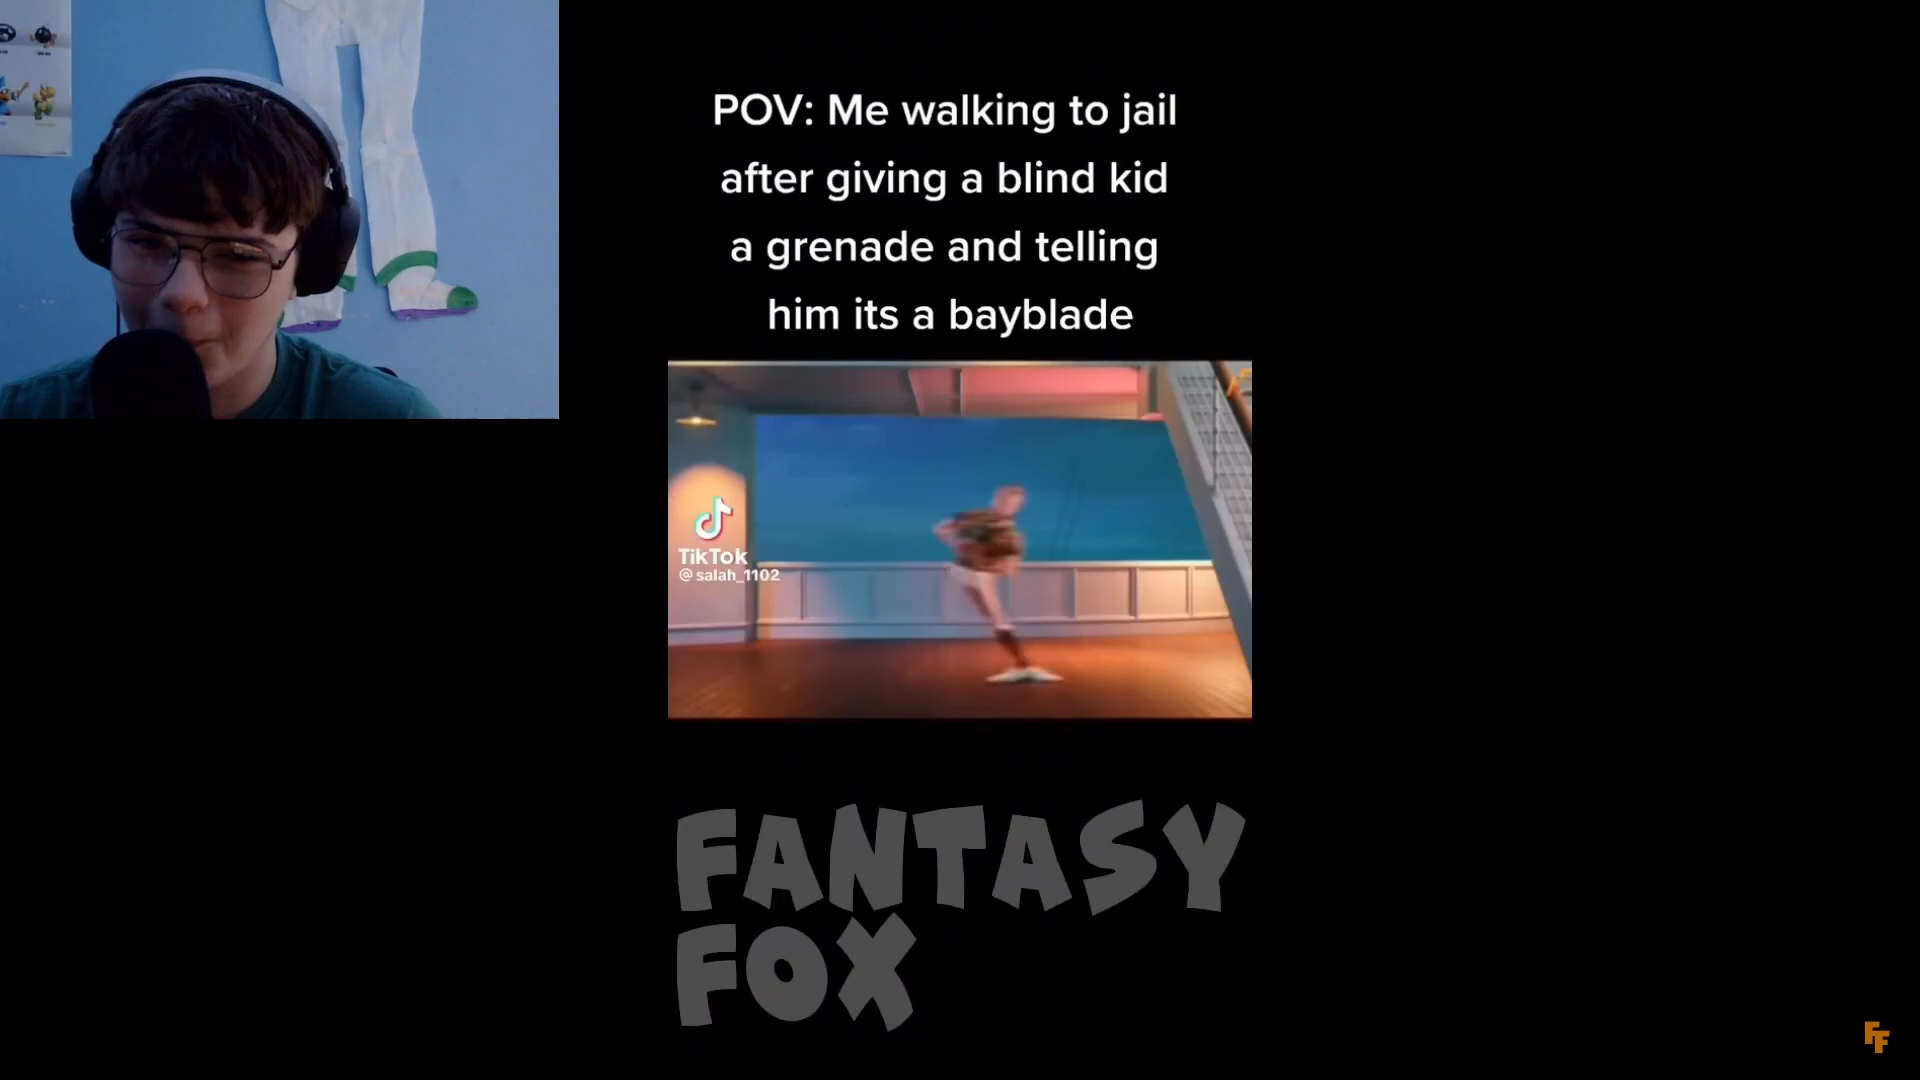 POV: Me walking to jail
after giving a blind kid
a grenade and telling
him its a bayblade
TikTok
@salah_1102
FANTASY
FOX
FF